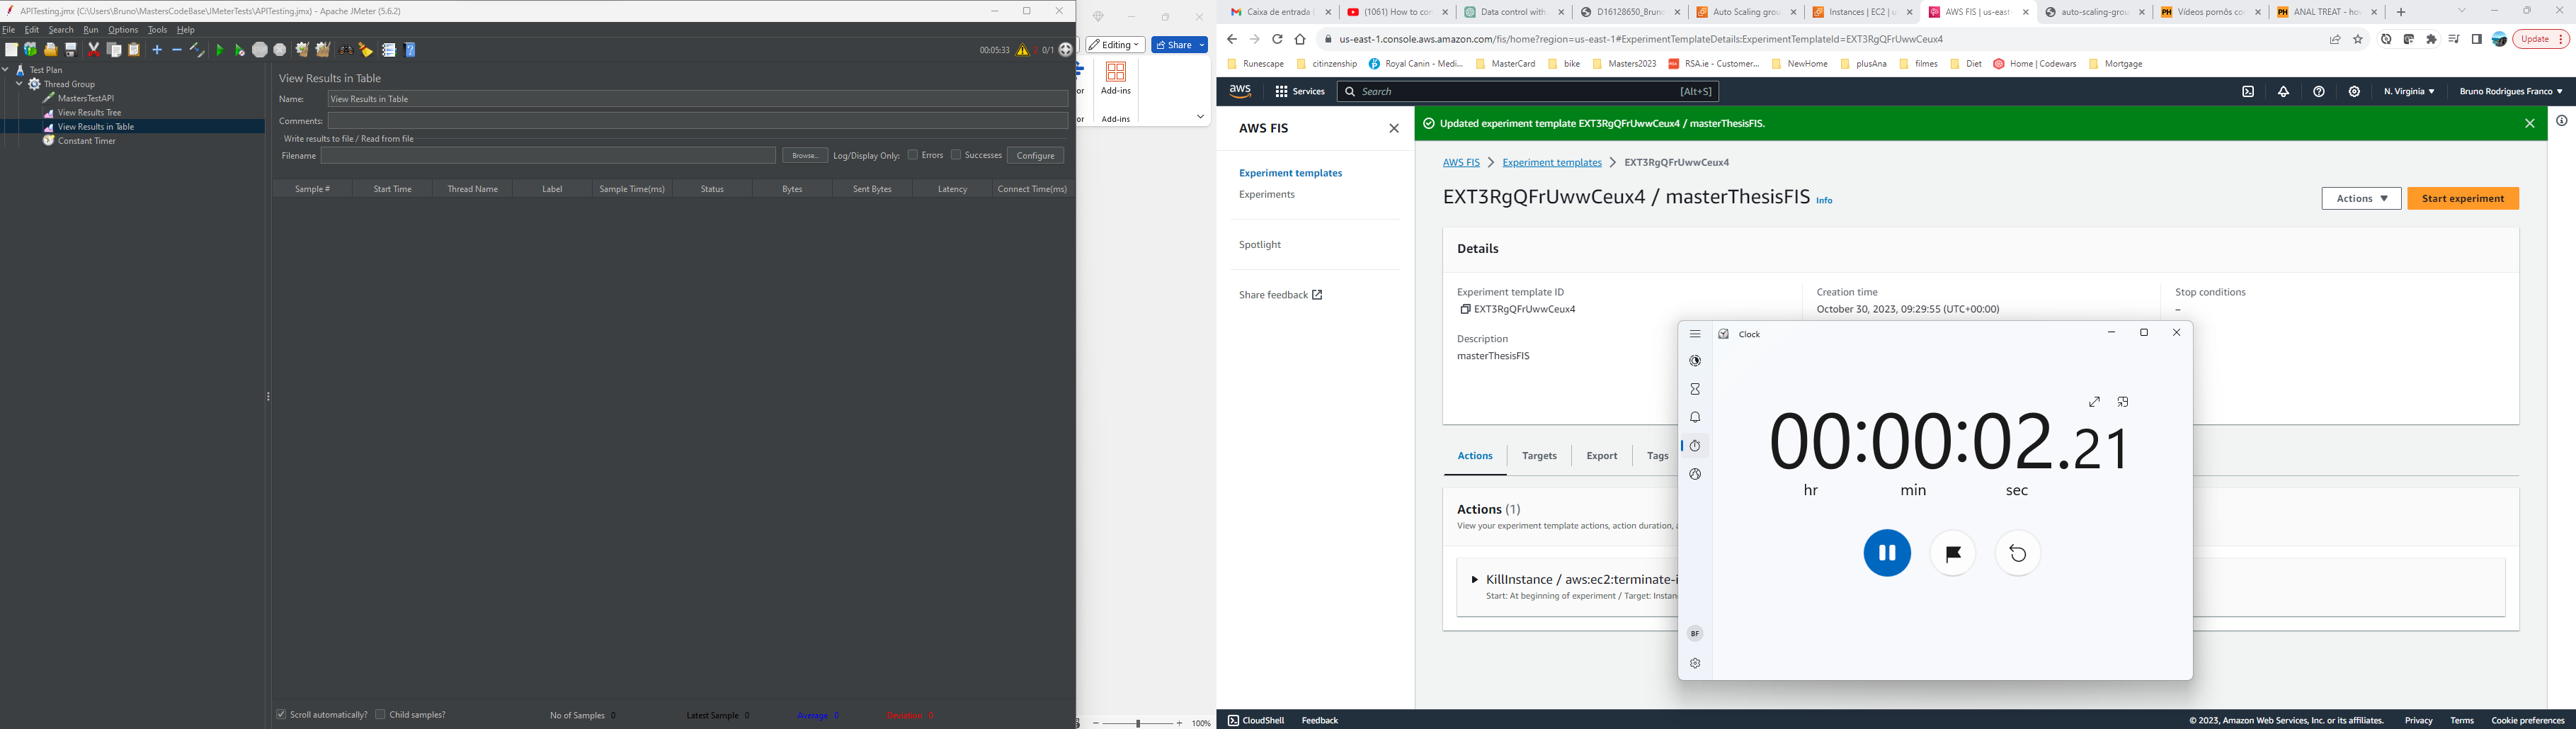 APITesting.jmx (C:\Users\Bruno\MastersCodeBase\JMeterTests\APITesting.jmx) - Apache JMeter (5.6.2)
File Edit Search Run Options Tools Help
00:05:33 2 0/1
Test Plan
Thread Group
MastersTestAPI
View Results Tree
View Results in Table
Constant Timer
View Results in Table
Name: View Results in Table
Comments:
Write results to file / Read from file
Filename Browse... Log/Display Only: Errors Successes Configure
Sample # Start Time Thread Name Label Sample Time(ms) Status Bytes Sent Bytes Latency Connect Time(ms)
Scroll automatically? Child samples? No of Samples 0 Latest Sample 0 Average 0 Deviation 0
Editing Share
or Add-ins
or Add-ins
100%
Caixa de entrada (1061) How to con Data control with D16128650_Bruno Auto Scaling grou Instances | EC2 | u AWS FIS | us-east- auto-scaling-grou Vídeos pornôs co ANAL TREAT - ho
us-east-1.console.aws.amazon.com/fis/home?region=us-east-1#ExperimentTemplateDetails:ExperimentTemplateId=EXT3RgQFrUwwCeux4
Update
Runescape citinzenship Royal Canin - Medi... MasterCard bike Masters2023 RSA.ie - Customer... NewHome plusAna filmes Diet Home | Codewars Mortgage
aws Services Search [Alt+S] N. Virginia Bruno Rodrigues Franco
AWS FIS
Experiment templates
Experiments
Spotlight
Share feedback
Updated experiment template EXT3RgQFrUwwCeux4 / masterThesisFIS.
AWS FIS Experiment templates EXT3RgQFrUwwCeux4
EXT3RgQFrUwwCeux4 / masterThesisFIS Info
Actions Start experiment
Details
Experiment template ID
EXT3RgQFrUwwCeux4
Description
masterThesisFIS
Creation time
October 30, 2023, 09:29:55 (UTC+00:00)
Stop conditions
–
Actions Targets Export Tags
Actions (1)
View your experiment template actions, action duration,
KillInstance / aws:ec2:terminate-i
Start: At beginning of experiment / Target: Instan
Clock
00:00:02.21
hr min sec
BF
CloudShell Feedback
© 2023, Amazon Web Services, Inc. or its affiliates. Privacy Terms Cookie preferences